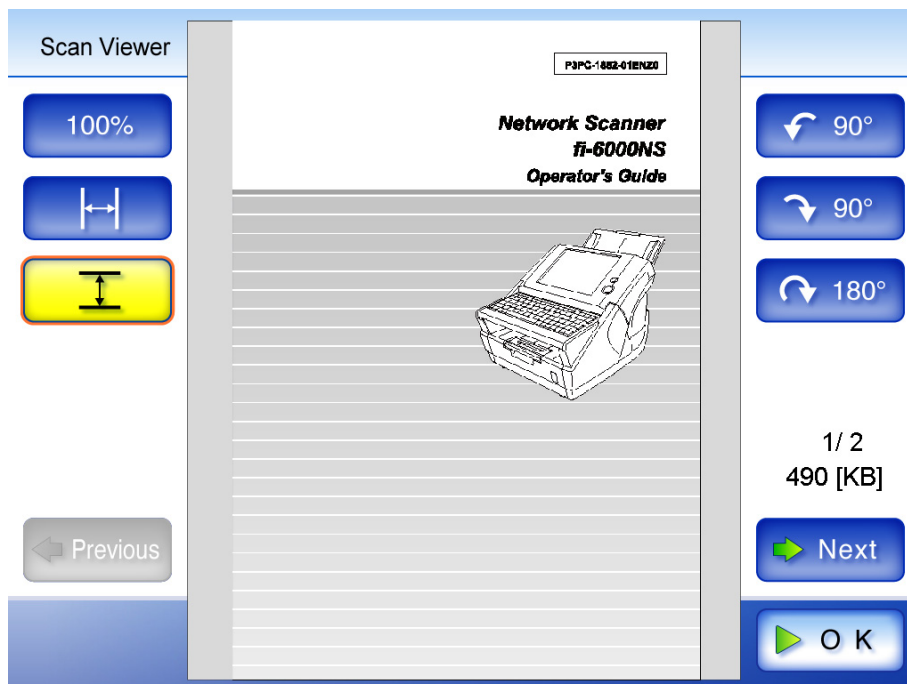 Scan Viewer
100%
Previous
P3PC-1852-01ENZ0
Network Scanner
fi-6000NS
Operator's Guide
90°
90°
180°
1/ 2
490 [KB]
Next
O K